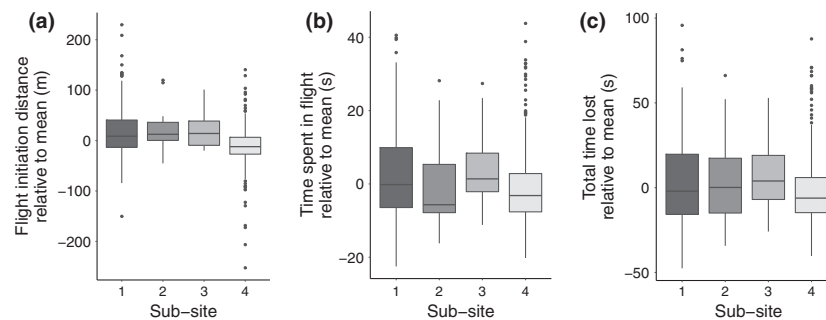 (a)
Flight initiation distance
relative to mean (m)
200
100
0
−100
−200
1 2 3 4
Sub−site
(b)
Time spent in flight
relative to mean (s)
40
20
0
−20
1 2 3 4
Sub−site
(c)
Total time lost
relative to mean (s)
100
50
0
−50
1 2 3 4
Sub−site